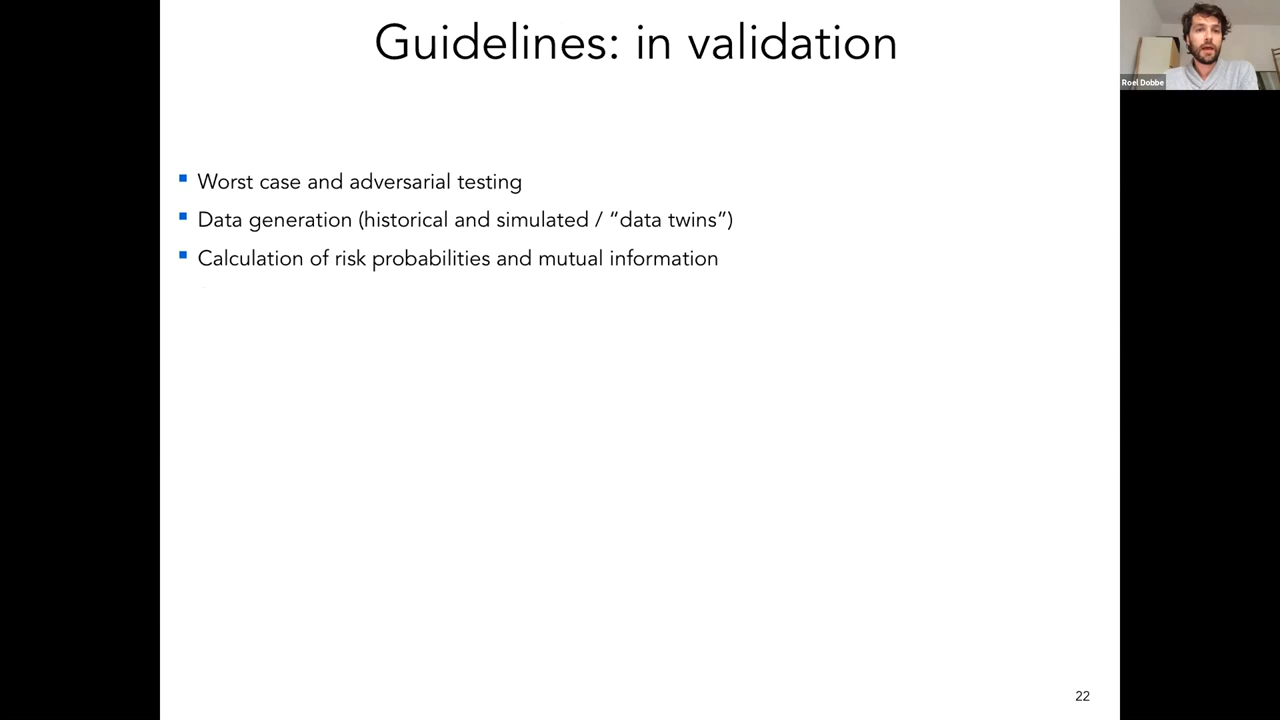 Guidelines: in validation
Roel Dobbe
Worst case and adversarial testing
Data generation (historical and simulated / “data twins”)
Calculation of risk probabilities and mutual information
22